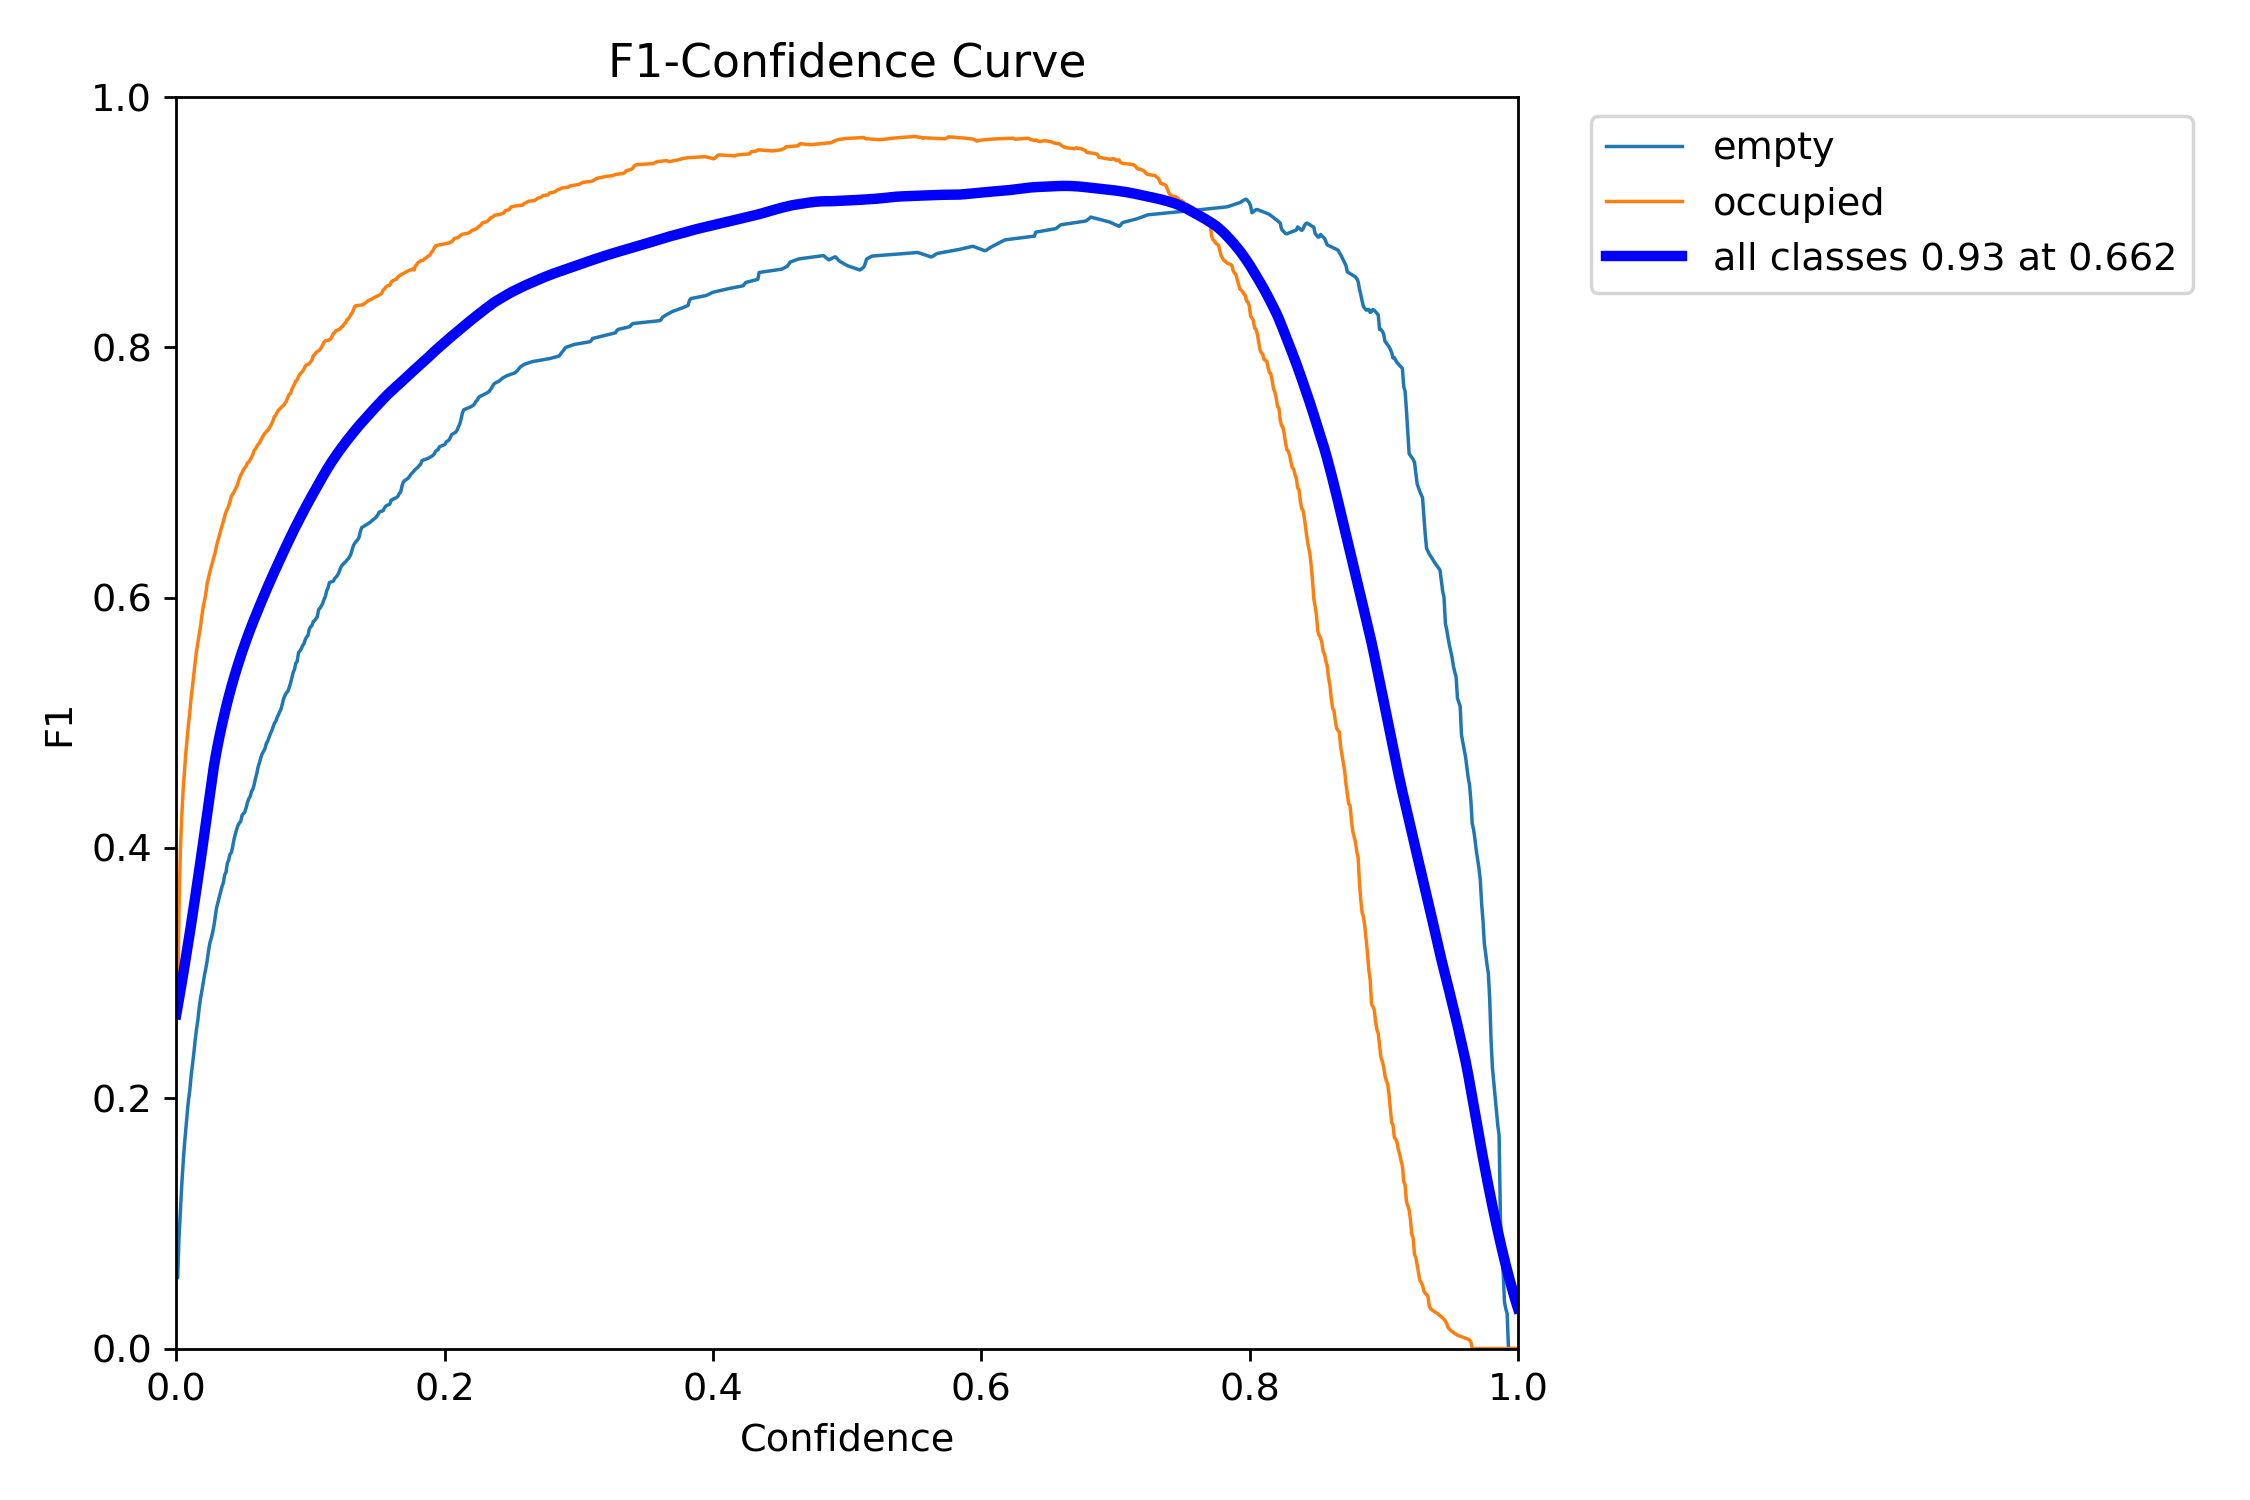 F1-Confidence Curve
1.0
0.8
0.6
0.4
0.2
0.0
F1
0.0 0.2 0.4 0.6 0.8 1.0
Confidence
empty
occupied
all classes 0.93 at 0.662